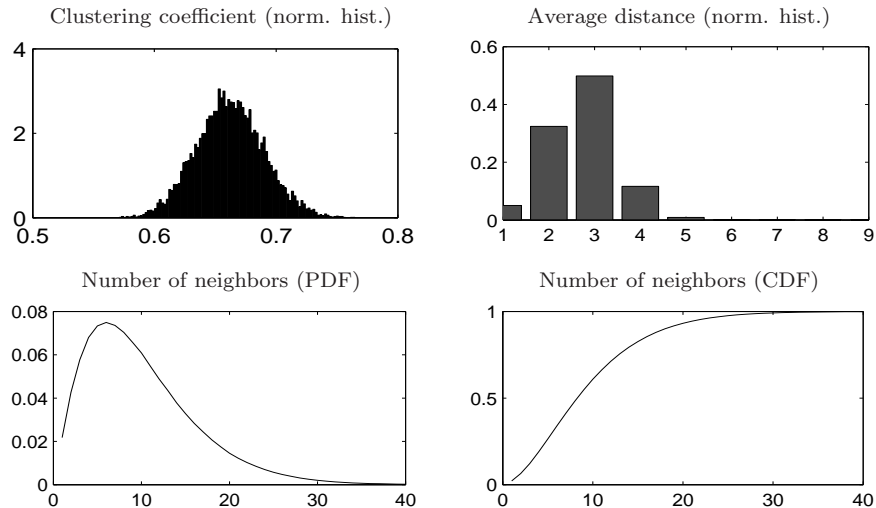 Clustering coefficient (norm. hist.)
4
2
0
0.5 0.6 0.7 0.8
Average distance (norm. hist.)
0.6
0.4
0.2
0
1 2 3 4 5 6 7 8 9
Number of neighbors (PDF)
0.08
0.06
0.04
0.02
0
0 10 20 30 40
Number of neighbors (CDF)
1
0.5
0
0 10 20 30 40